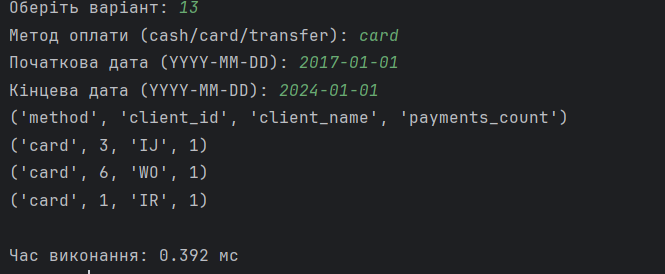 Оберіть варіант: 13
Метод оплати (cash/card/transfer): card
Початкова дата (YYYY-MM-DD): 2017-01-01
Кінцева дата (YYYY-MM-DD): 2024-01-01
('method', 'client_id', 'client_name', 'payments_count')
('card', 3, 'IJ', 1)
('card', 6, 'WO', 1)
('card', 1, 'IR', 1)
Час виконання: 0.392 мс